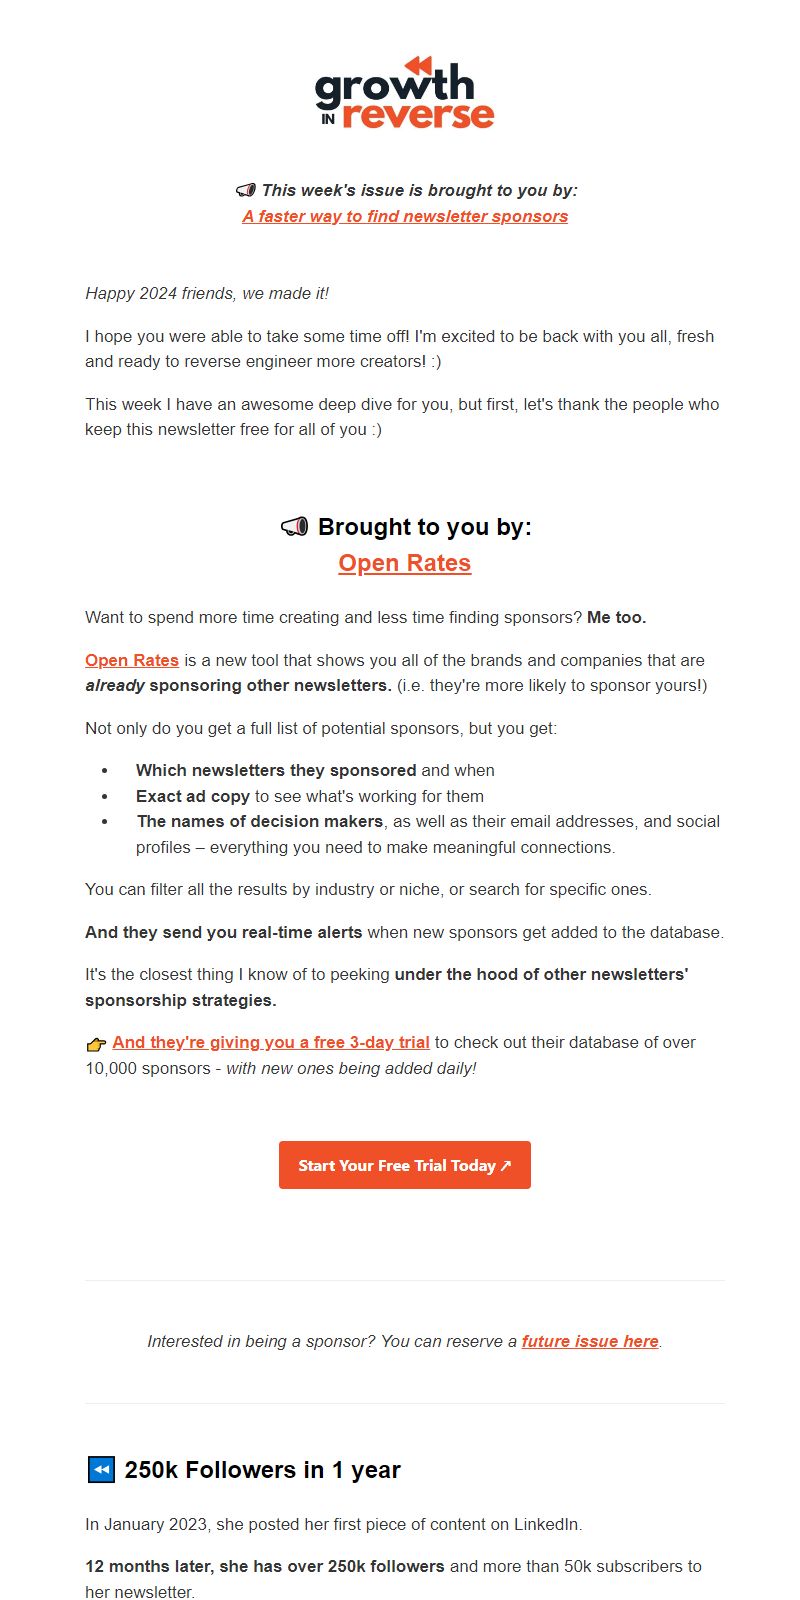 growth
IN reverse
This week's issue is brought to you by:
A faster way to find newsletter sponsors
Happy 2024 friends, we made it!
I hope you were able to take some time off! I'm excited to be back with you all, fresh
and ready to reverse engineer more creators! :)
This week I have an awesome deep dive for you, but first, let's thank the people who
keep this newsletter free for all of you :)
Brought to you by:
Open Rates
Want to spend more time creating and less time finding sponsors? Me too.
Open Rates is a new tool that shows you all of the brands and companies that are
already sponsoring other newsletters. (i.e. they're more likely to sponsor yours!)
Not only do you get a full list of potential sponsors, but you get:
• Which newsletters they sponsored and when
• Exact ad copy to see what's working for them
• The names of decision makers, as well as their email addresses, and social
profiles – everything you need to make meaningful connections.
You can filter all the results by industry or niche, or search for specific ones.
And they send you real-time alerts when new sponsors get added to the database.
It's the closest thing I know of to peeking under the hood of other newsletters'
sponsorship strategies.
👉 And they're giving you a free 3-day trial to check out their database of over
10,000 sponsors - with new ones being added daily!
Start Your Free Trial Today ↗
Interested in being a sponsor? You can reserve a future issue here.
⏪ 250k Followers in 1 year
In January 2023, she posted her first piece of content on LinkedIn.
12 months later, she has over 250k followers and more than 50k subscribers to
her newsletter.